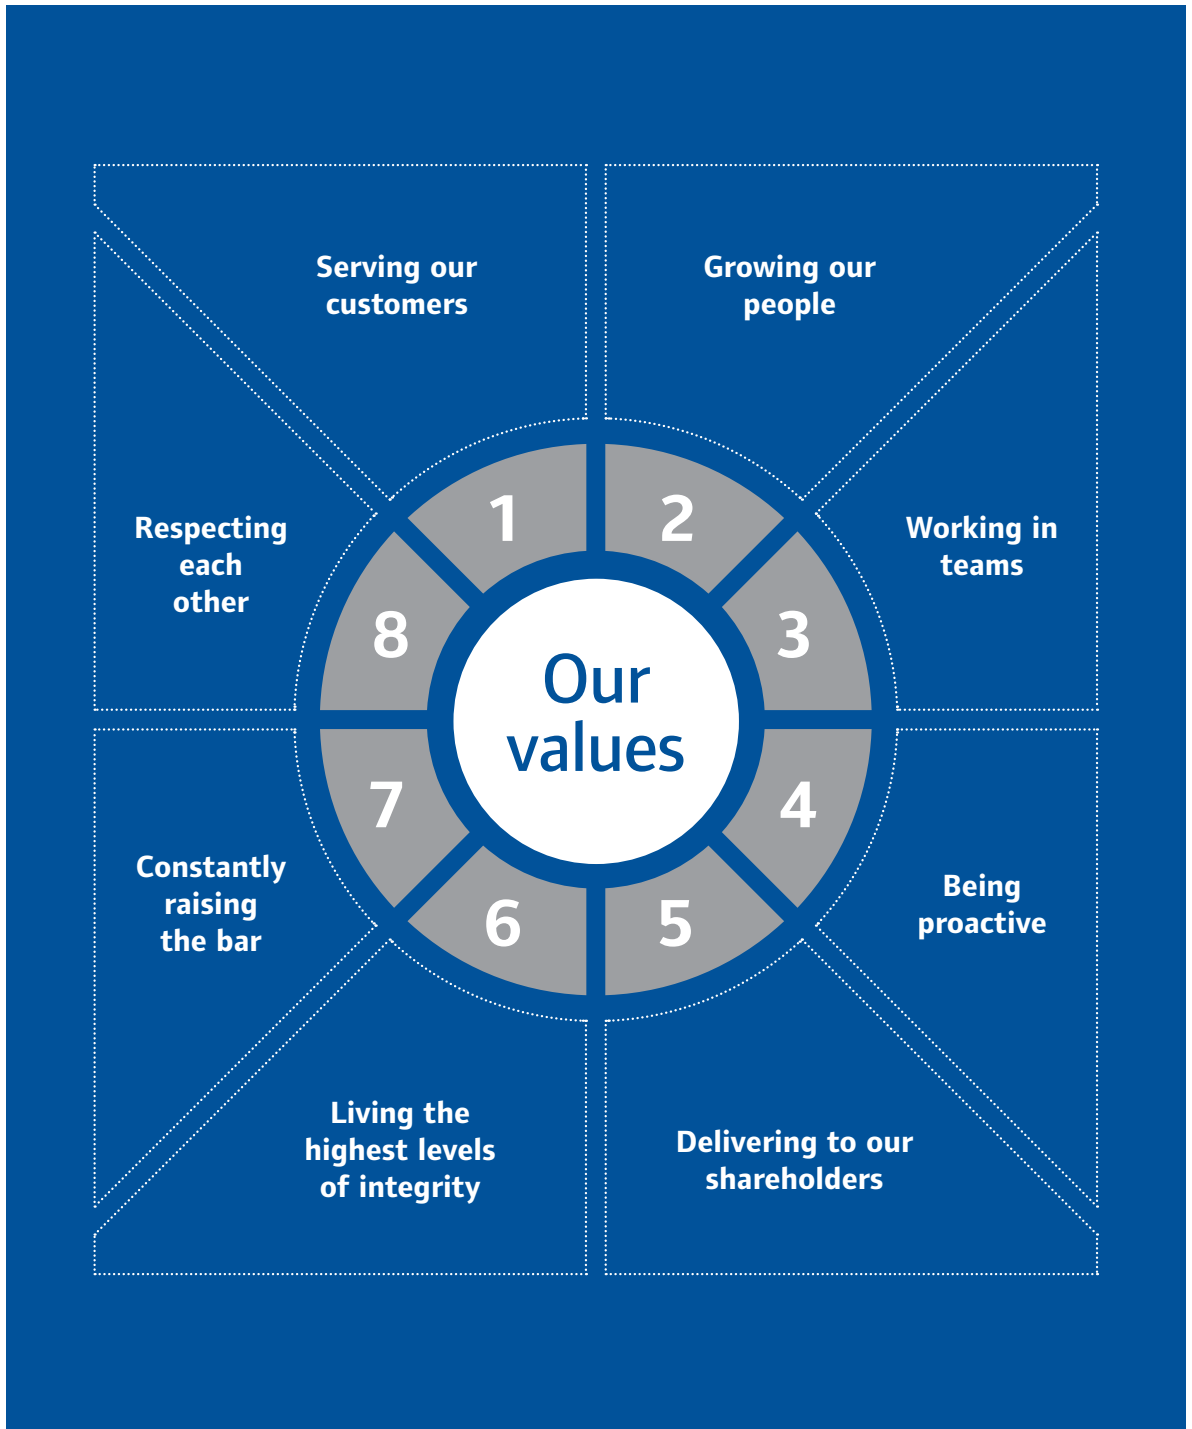 Our
values
1
Serving our
customers
2
Growing our
people
3
Working in
teams
4
Being
proactive
5
Delivering to our
shareholders
6
Living the
highest levels
of integrity
7
Constantly
raising
the bar
8
Respecting
each
other